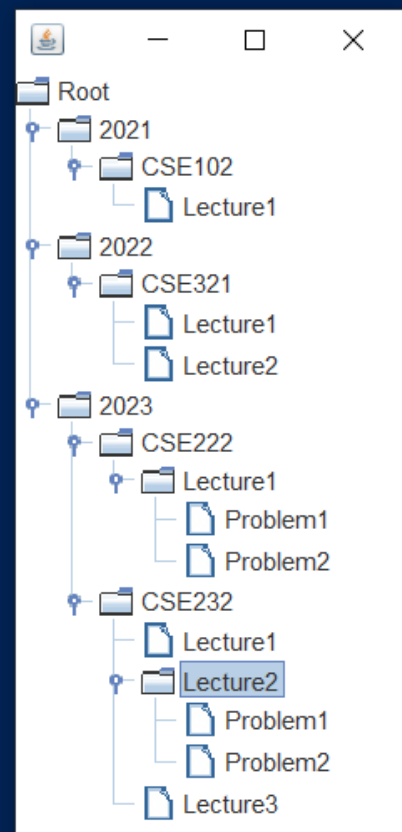 Root
2021
CSE102
Lecture1
2022
CSE321
Lecture1
Lecture2
2023
CSE222
Lecture1
Problem1
Problem2
CSE232
Lecture1
Lecture2
Problem1
Problem2
Lecture3